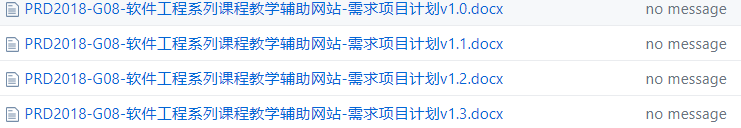 PRD2018-G08-软件工程系列课程教学辅助网站-需求项目计划v1.0.docx no message
PRD2018-G08-软件工程系列课程教学辅助网站-需求项目计划v1.1.docx no message
PRD2018-G08-软件工程系列课程教学辅助网站-需求项目计划v1.2.docx no message
PRD2018-G08-软件工程系列课程教学辅助网站-需求项目计划v1.3.docx no message